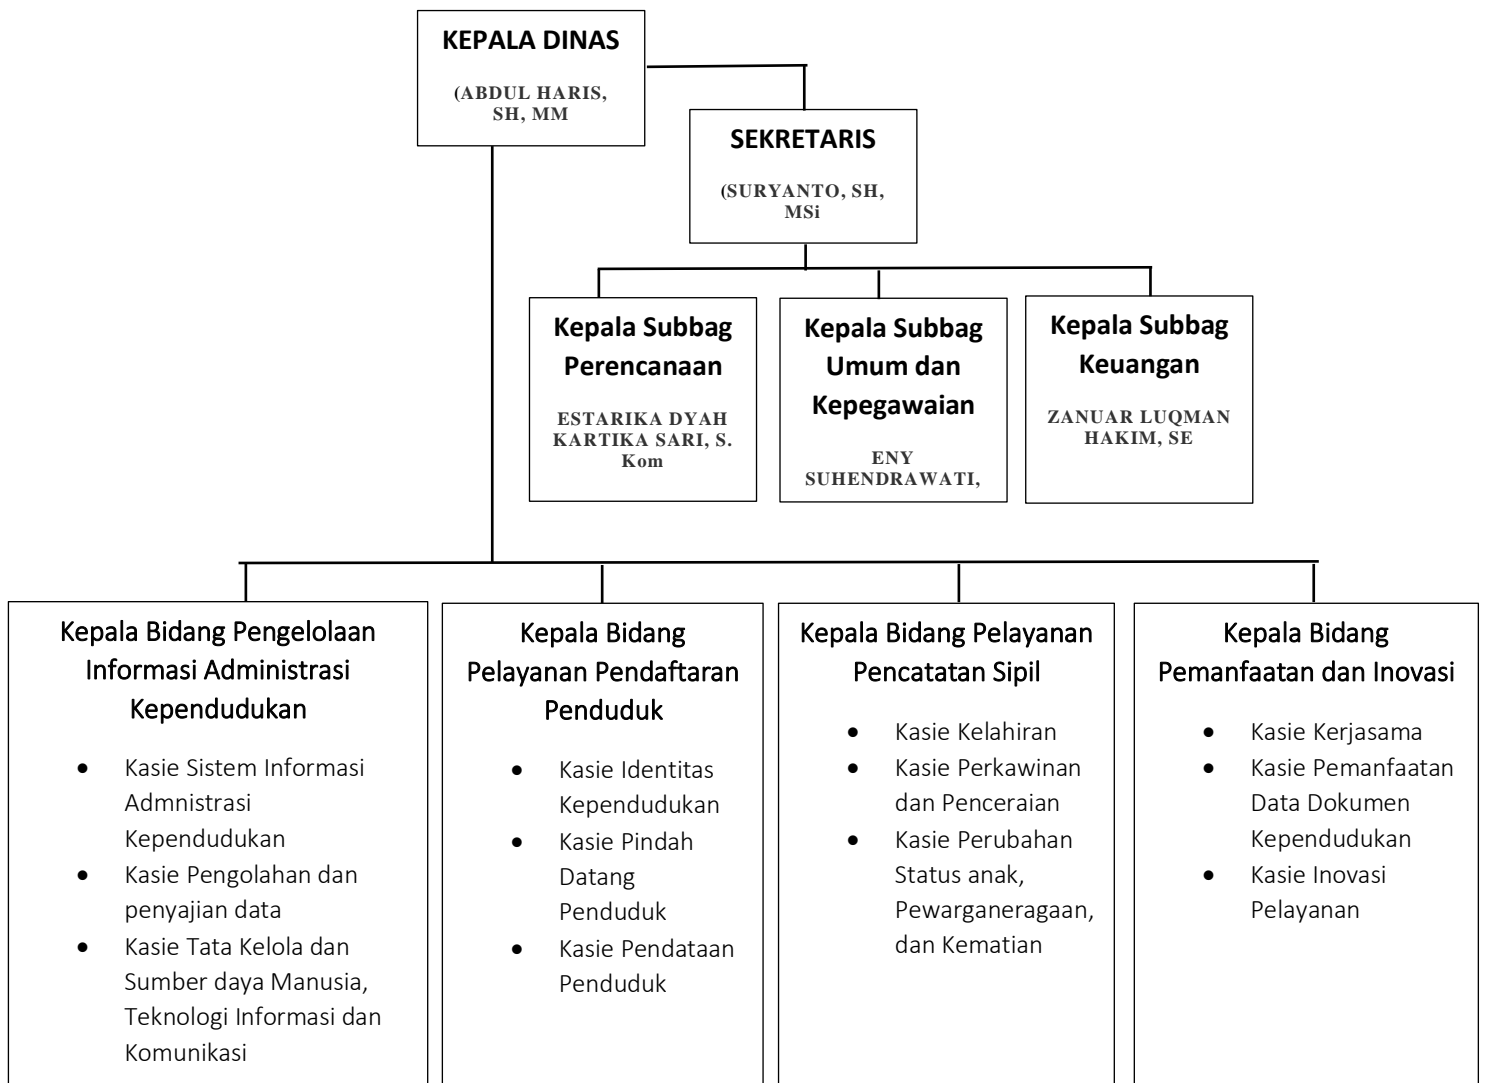 KEPALA DINAS
(ABDUL HARIS,
SH, MM
SEKRETARIS
(SURYANTO, SH,
MSi
Kepala Subbag
Perencanaan
ESTARIKA DYAH
KARTIKA SARI, S.
Kom
Kepala Subbag
Umum dan
Kepegawaian
ENY
SUHENDRAWATI,
Kepala Subbag
Keuangan
ZANUAR LUQMAN
HAKIM, SE
Kepala Bidang Pengelolaan
Informasi Administrasi
Kependudukan
• Kasie Sistem Informasi
Admnistrasi
Kependudukan
• Kasie Pengolahan dan
penyajian data
• Kasie Tata Kelola dan
Sumber daya Manusia,
Teknologi Informasi dan
Komunikasi
Kepala Bidang
Pelayanan Pendaftaran
Penduduk
• Kasie Identitas
Kependudukan
• Kasie Pindah
Datang
Penduduk
• Kasie Pendataan
Penduduk
Kepala Bidang Pelayanan
Pencatatan Sipil
• Kasie Kelahiran
• Kasie Perkawinan
dan Penceraian
• Kasie Perubahan
Status anak,
Pewarganeragaan,
dan Kematian
Kepala Bidang
Pemanfaatan dan Inovasi
• Kasie Kerjasama
• Kasie Pemanfaatan
Data Dokumen
Kependudukan
• Kasie Inovasi
Pelayanan